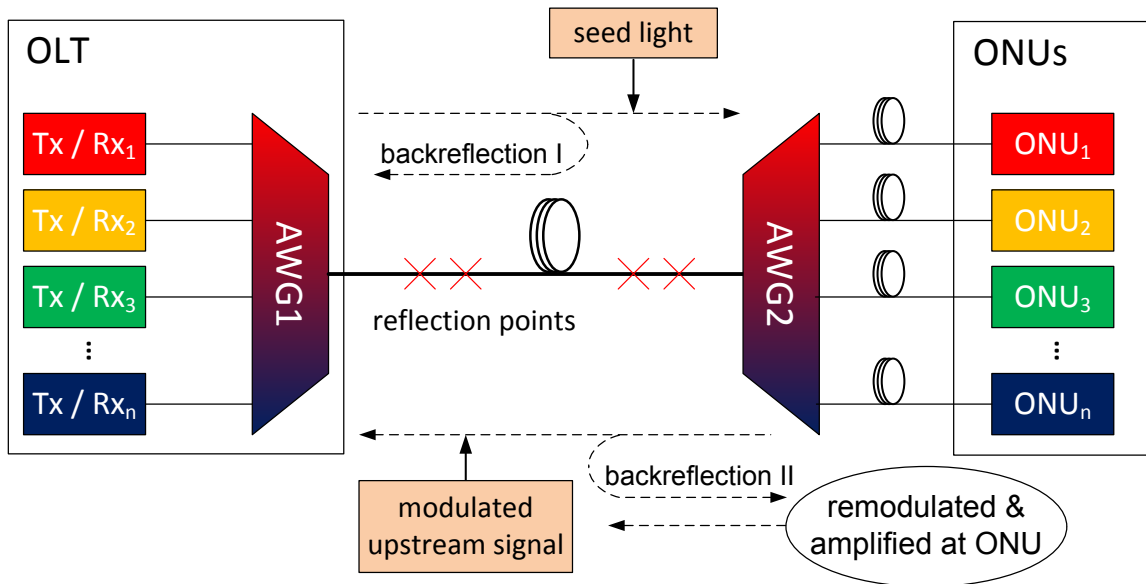 seed light
OLT
ONUs
Tx / Rx₁
backreflection I
ONU₁
Tx / Rx₂
AWG1
AWG2
ONU₂
Tx / Rx₃
reflection points
ONU₃
...
...
Tx / Rxₙ
ONUₙ
backreflection II
modulated
upstream signal
remodulated &
amplified at ONU